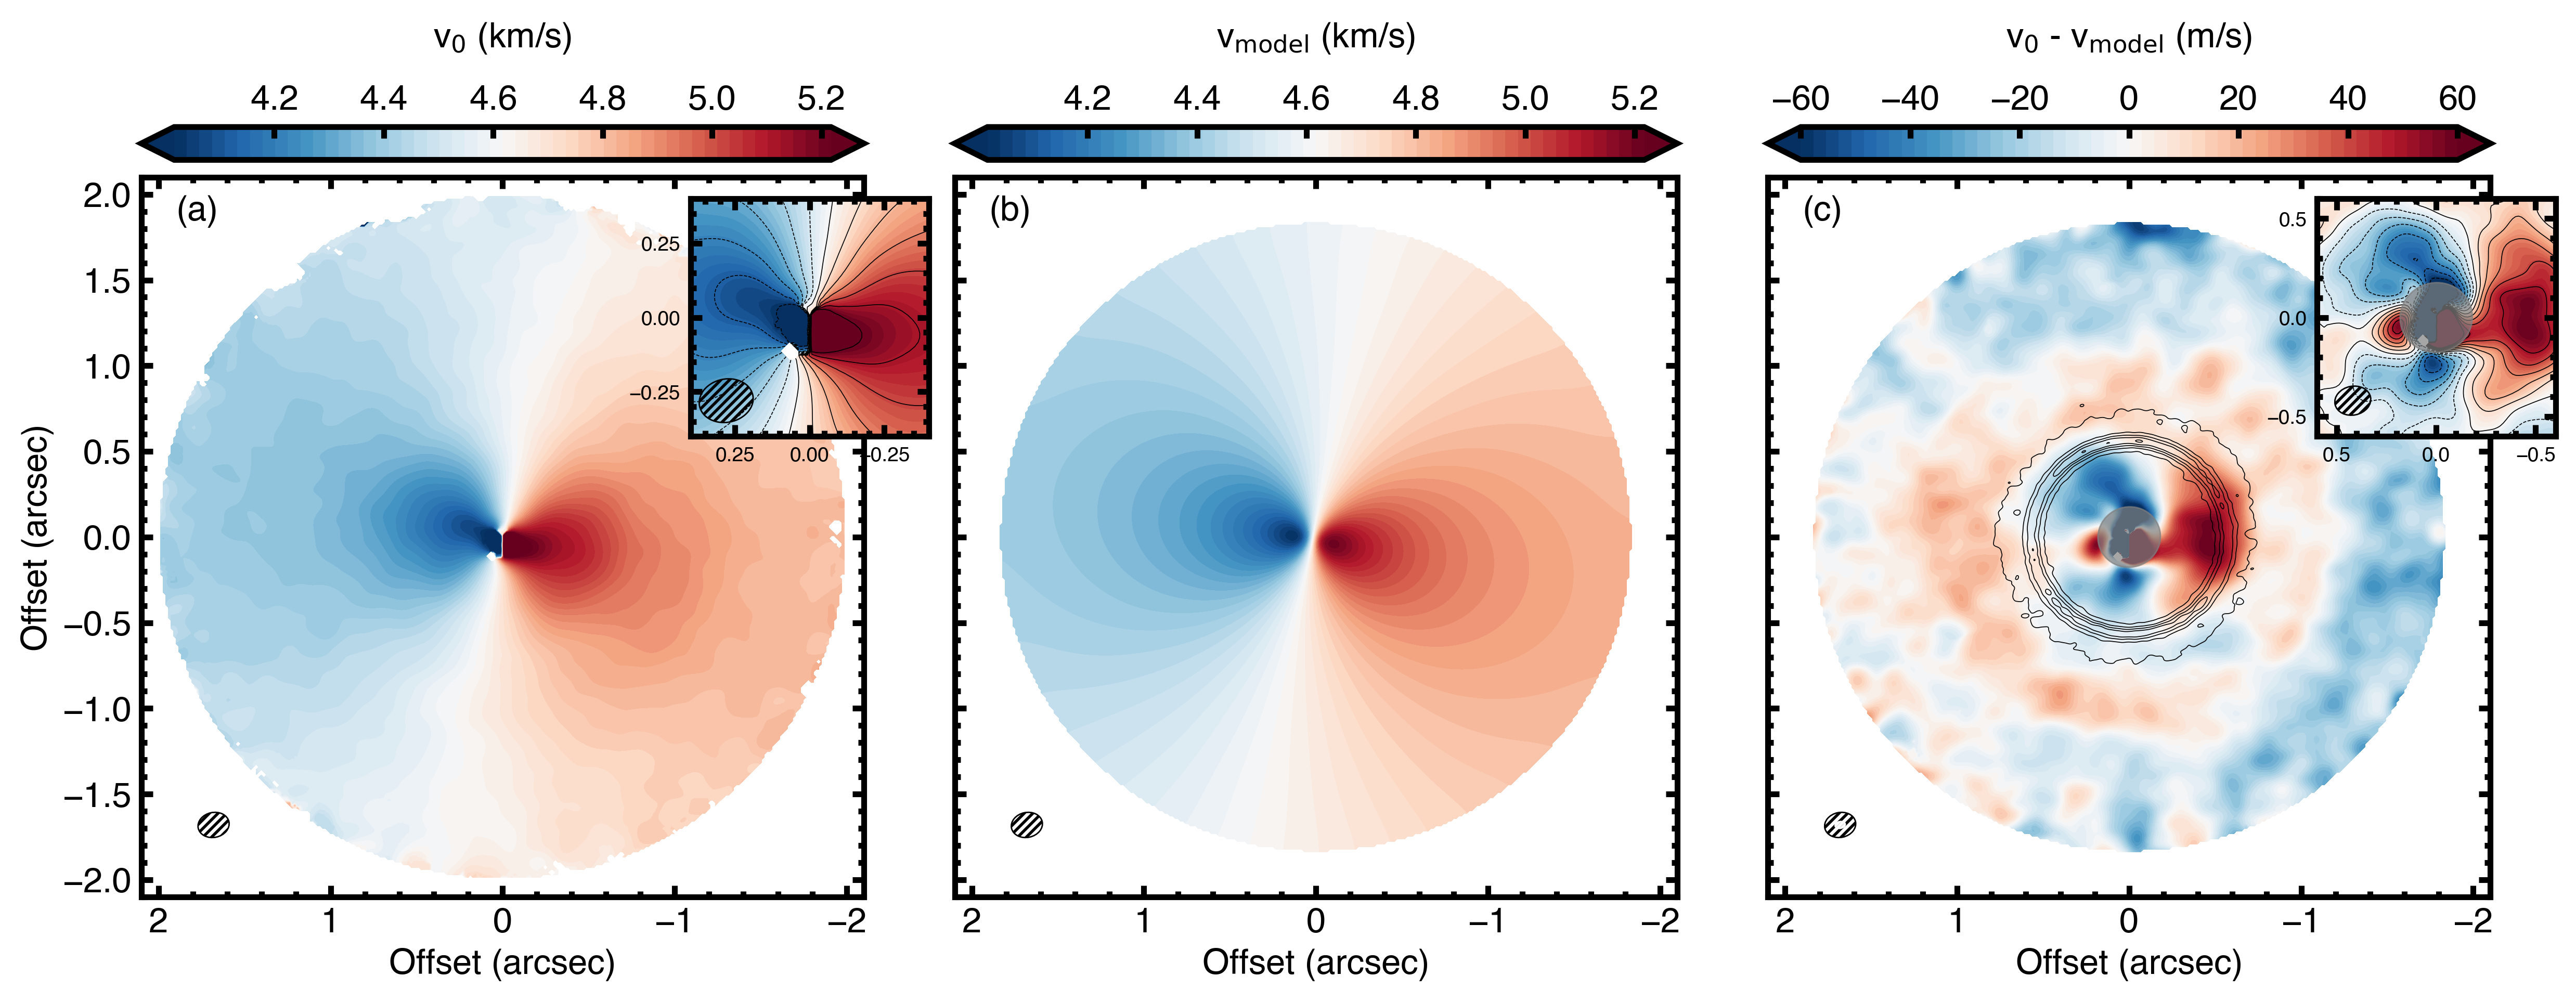 v0 (km/s)
4.2 4.4 4.6 4.8 5.0 5.2
vmodel (km/s)
4.2 4.4 4.6 4.8 5.0 5.2
v0 - vmodel (m/s)
−60 −40 −20 0 20 40 60
(a)
(b)
(c)
2.0
1.5
1.0
0.5
0.0
−0.5
−1.0
−1.5
−2.0
Offset (arcsec)
0.25
0.00
−0.25
0.25 0.00 −0.25
0.5
0.0
−0.5
0.5 0.0 −0.5
2 1 0 −1 −2
2 1 0 −1 −2
2 1 0 −1 −2
Offset (arcsec)
Offset (arcsec)
Offset (arcsec)